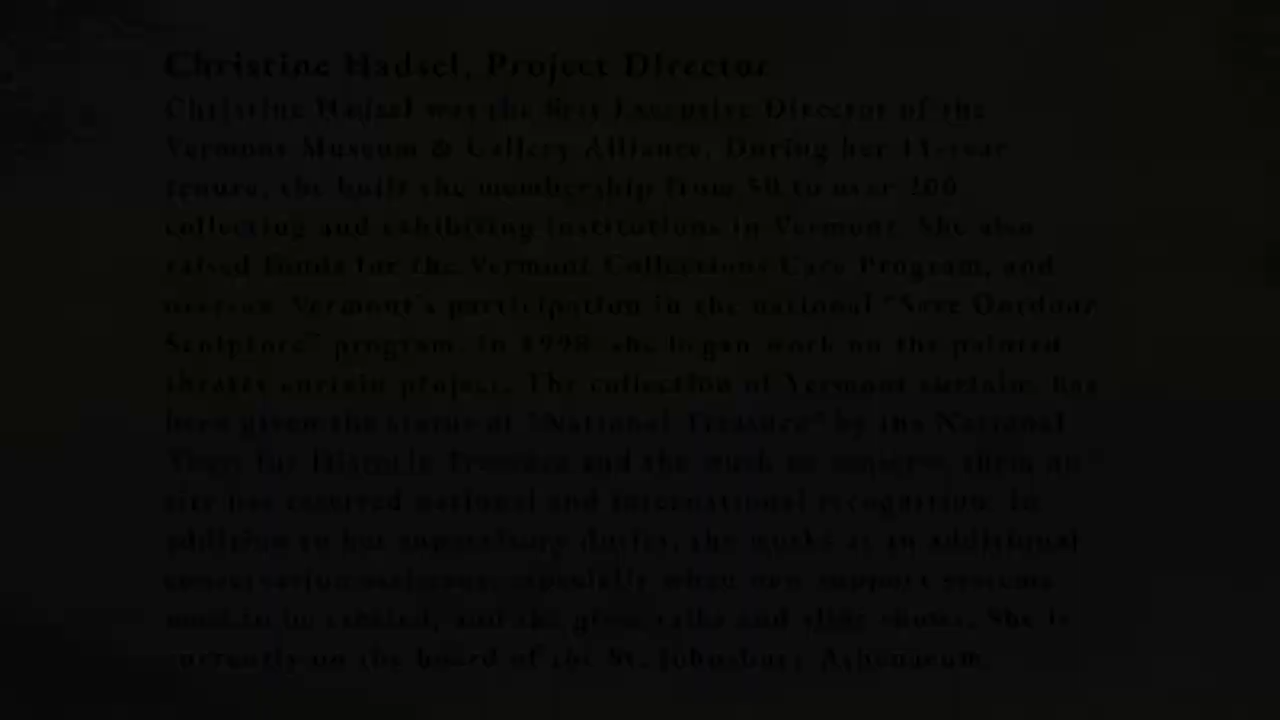 Christine Hadsel, Project Director
Christine Hadsel was the first Executive Director of the
Vermont Museum & Gallery Alliance. During her 15-year
tenure, she built the membership from 50 to over 200
collecting and exhibiting institutions in Vermont. She also
raised funds for the Vermont Collections Care Program, and
oversaw Vermont's participation in the national "Save Outdoor
Sculpture" program. In 1998 she began work on the painted
theater curtain project. The collection of Vermont curtains has
been given the status of "National Treasure" by the National
Trust for Historic Preservation and the work to conserve them on
site has received national and international recognition. In
addition to her supervisory duties, she works as an additional
conservation assistant, especially when new support systems
need to be installed, and she gives talks and slide shows. She is
currently on the board of the St. Johnsbury Athenaeum.